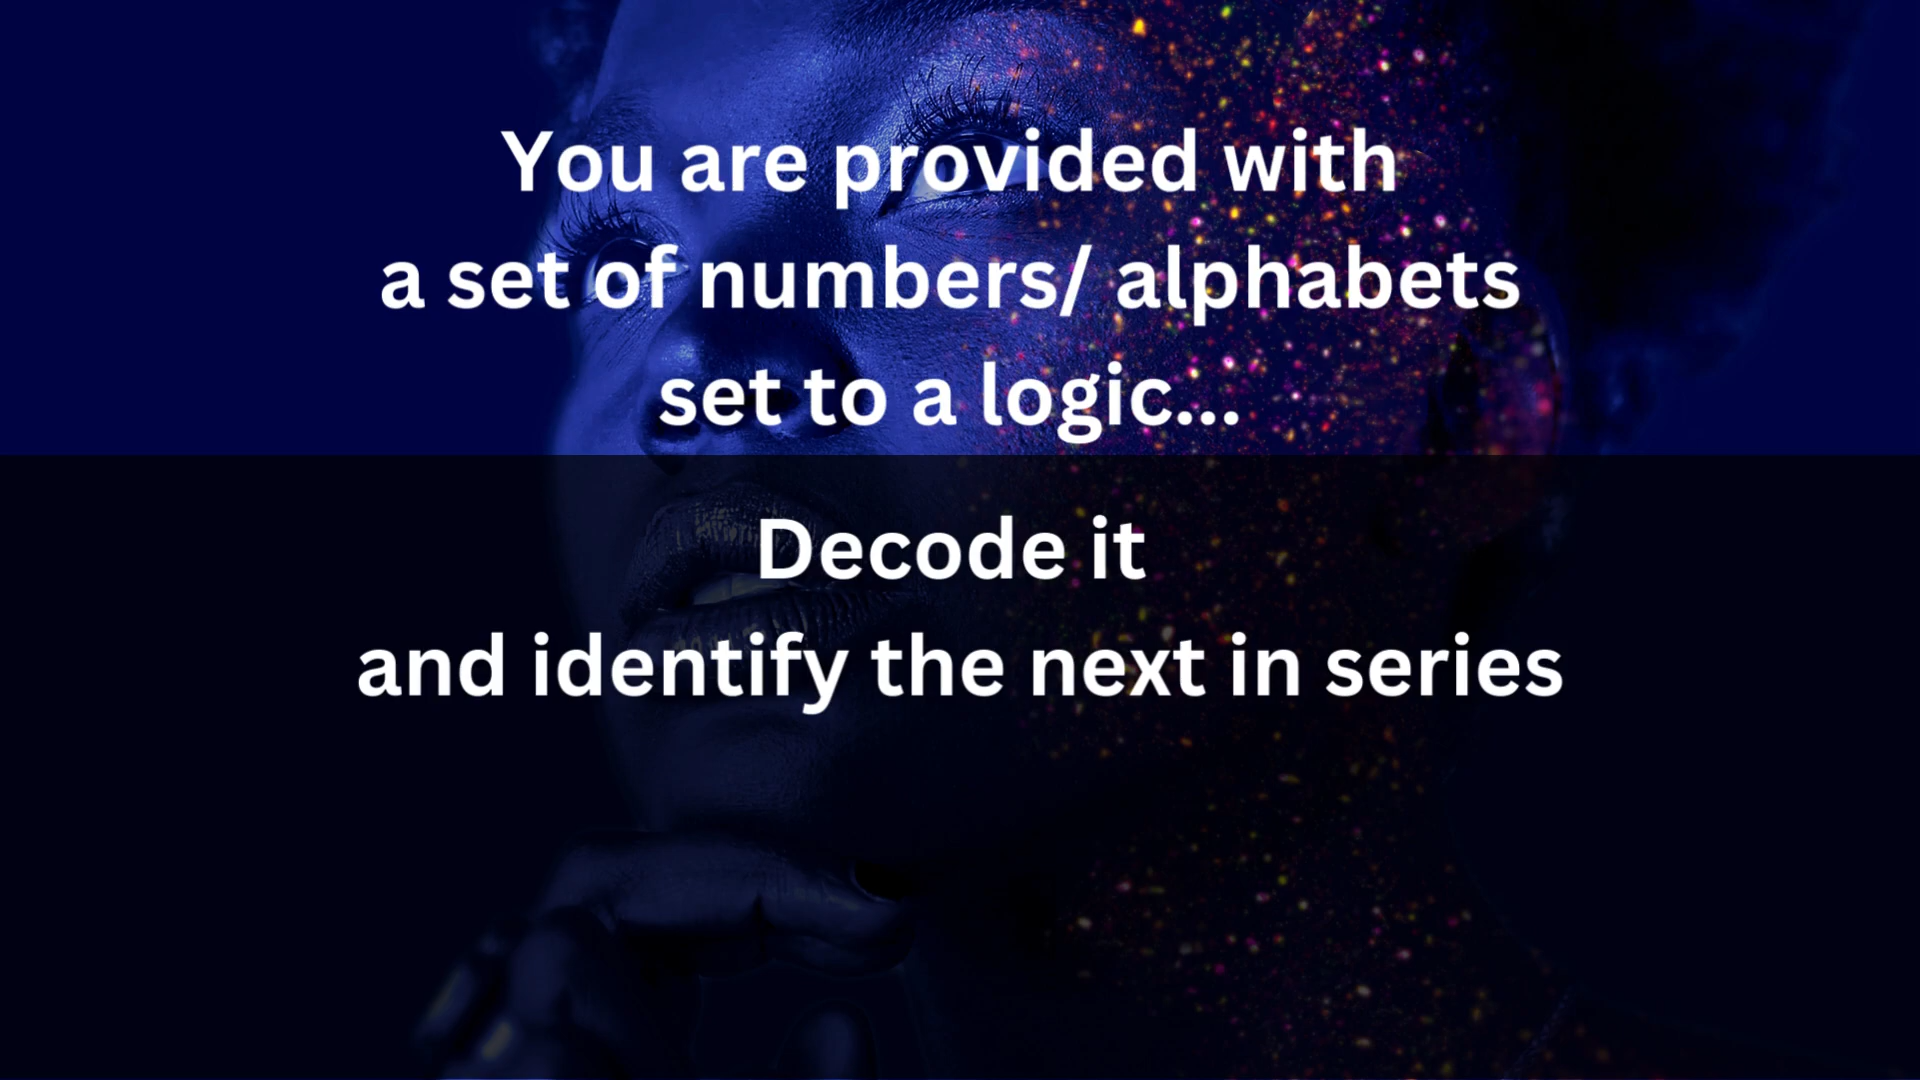 You are provided with
a set of numbers/ alphabets
set to a logic...
Decode it
and identify the next in series